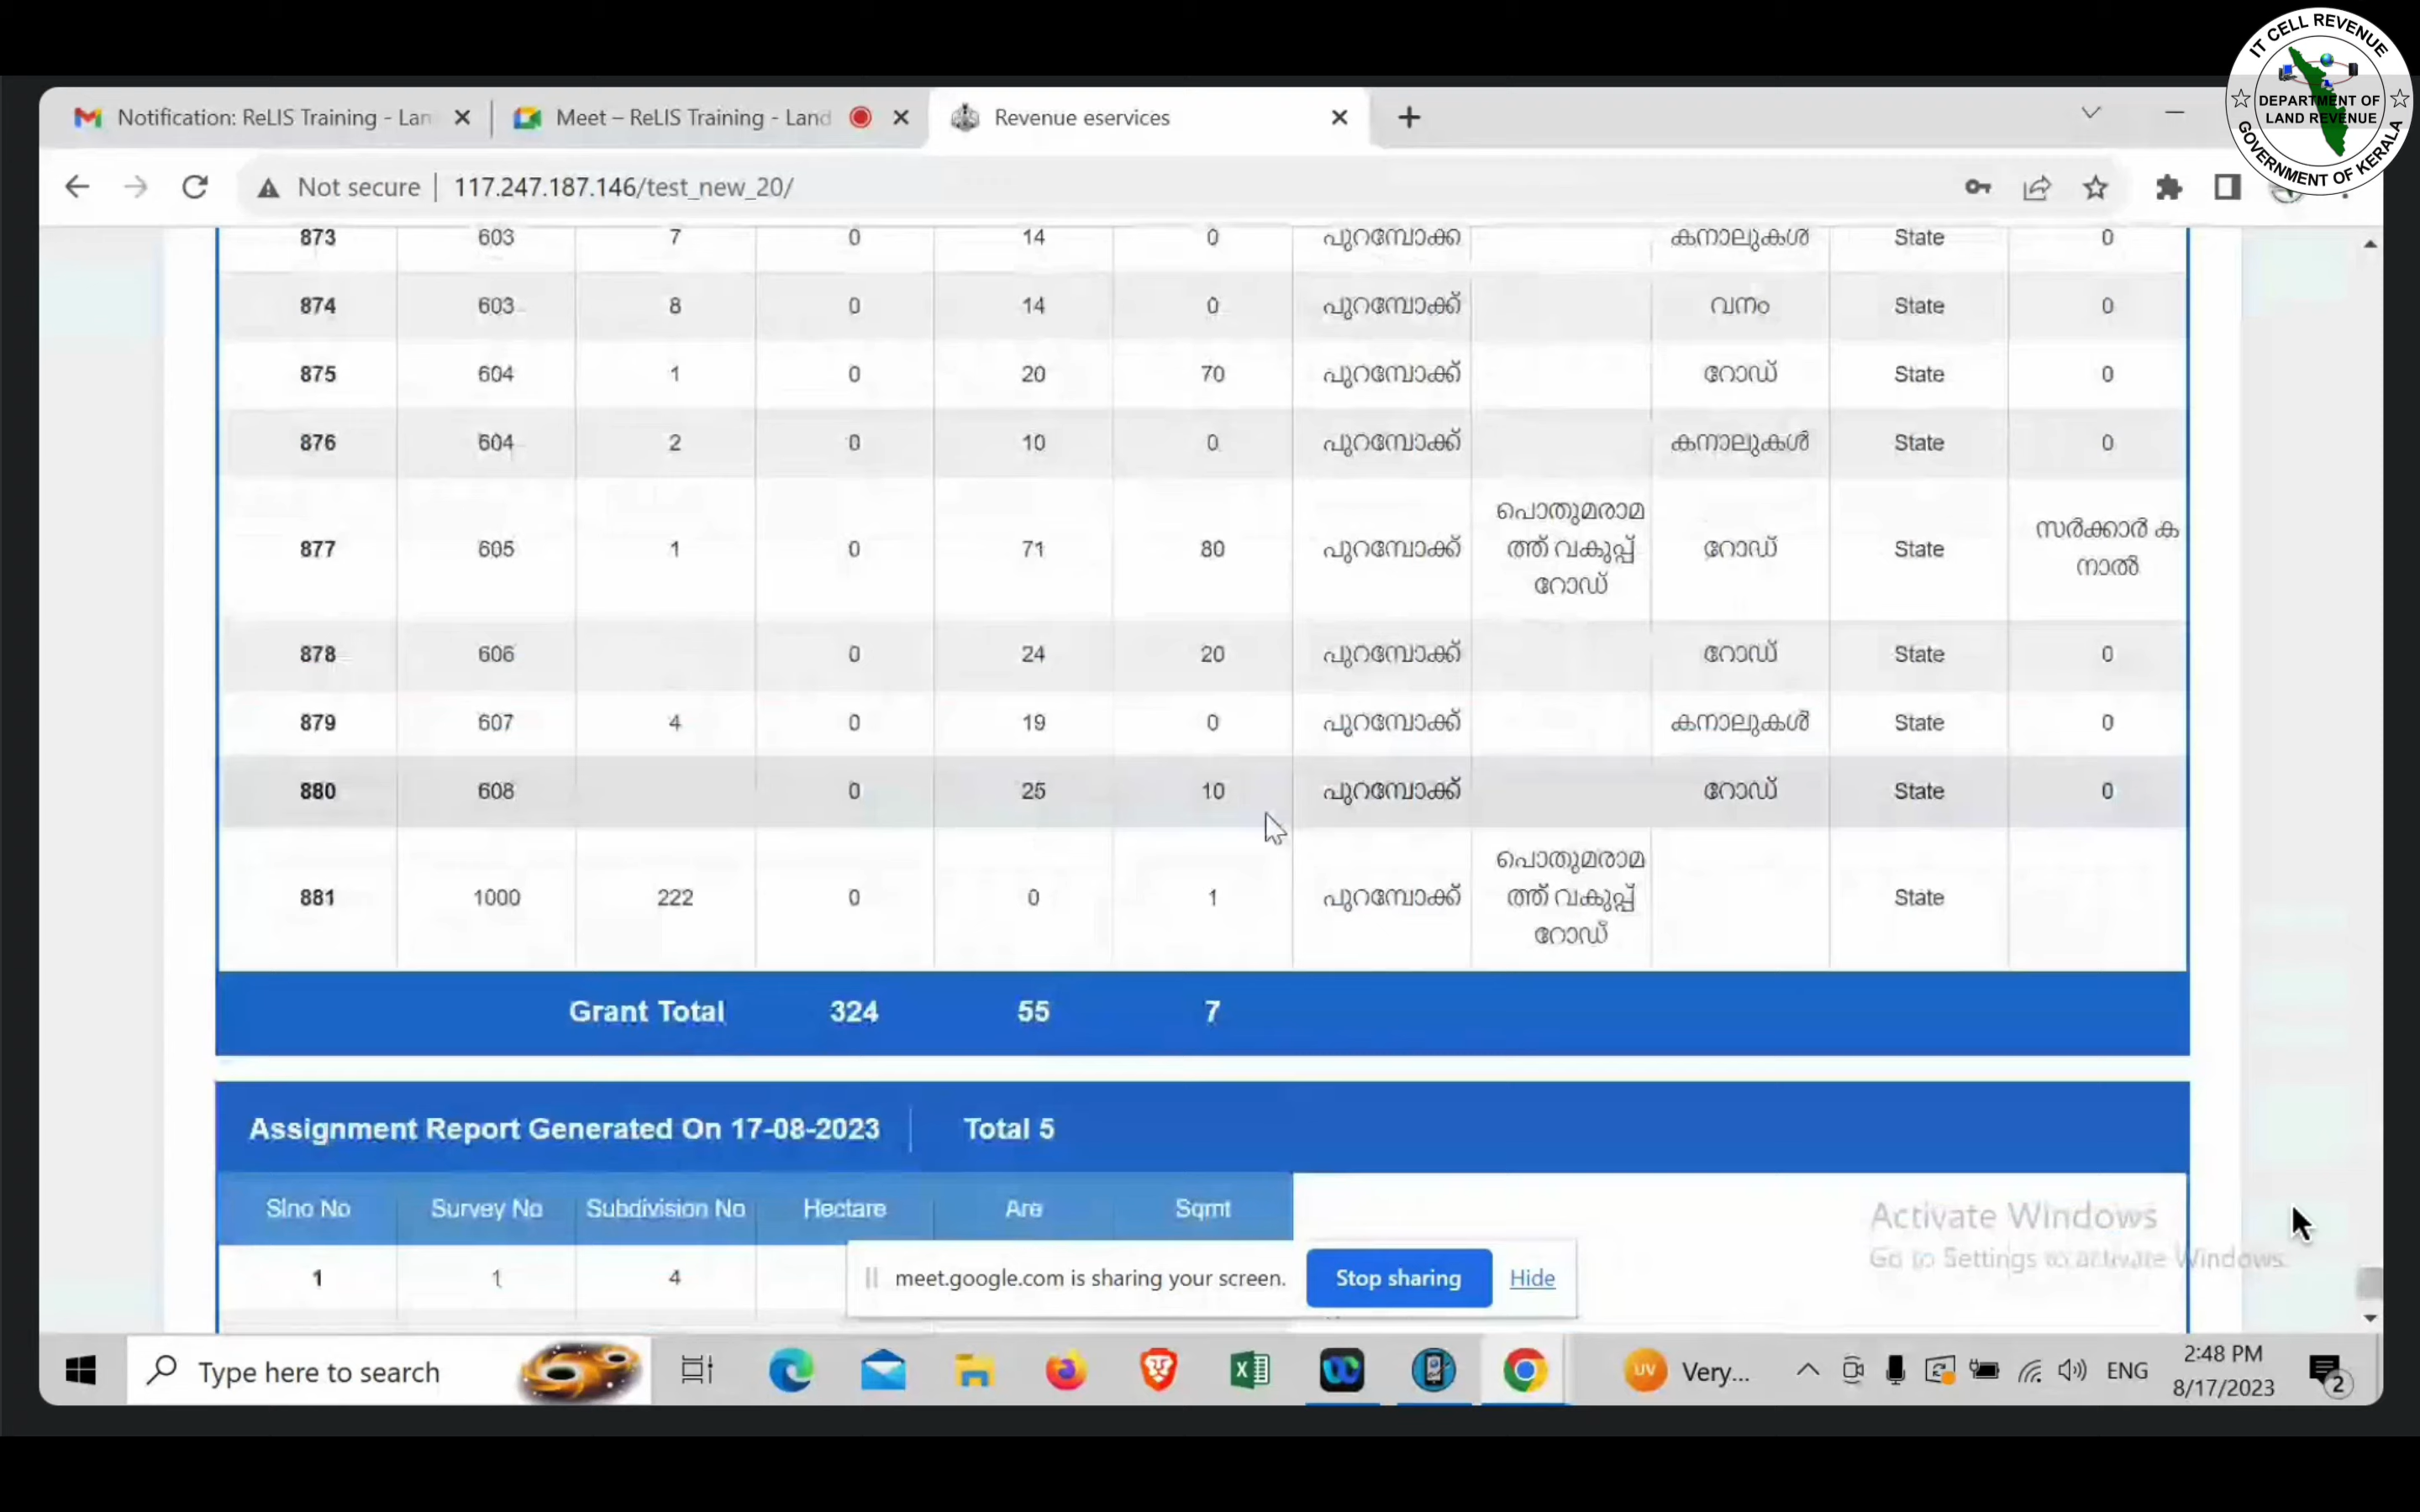 IT CELL REVENUE
DEPARTMENT OF
LAND REVENUE
GOVERNMENT OF KERALA
Notification: ReLIS Training - Lan
Meet – ReLIS Training - Land
Revenue eservices
Not secure | 117.247.187.146/test_new_20/
873 603 7 0 14 0 പുറമ്പോക്ക കനാലുകൾ State 0
874 603 8 0 14 0 പുറമ്പോക്ക് വനം State 0
875 604 1 0 20 70 പുറമ്പോക്ക് റോഡ് State 0
876 604 2 0 10 0 പുറമ്പോക്ക് കനാലുകൾ State 0
877 605 1 0 71 80 പുറമ്പോക്ക് പൊതുമരാമ
ത്ത് വകുപ്പ്
റോഡ് റോഡ് State സർക്കാർ ക
നാൽ
878 606 0 24 20 പുറമ്പോക്ക് റോഡ് State 0
879 607 4 0 19 0 പുറമ്പോക്ക് കനാലുകൾ State 0
880 608 0 25 10 പുറമ്പോക്ക് റോഡ് State 0
881 1000 222 0 0 1 പുറമ്പോക്ക് പൊതുമരാമ
ത്ത് വകുപ്പ്
റോഡ് State
Grant Total 324 55 7
Assignment Report Generated On 17-08-2023 Total 5
Slno No Survey No Subdivision No Hectare Are Sqmt
1 1 4
Activate Windows
Go to Settings to activate Windows.
meet.google.com is sharing your screen. Stop sharing Hide
Type here to search
UV Very... ENG
2:48 PM
8/17/2023
2